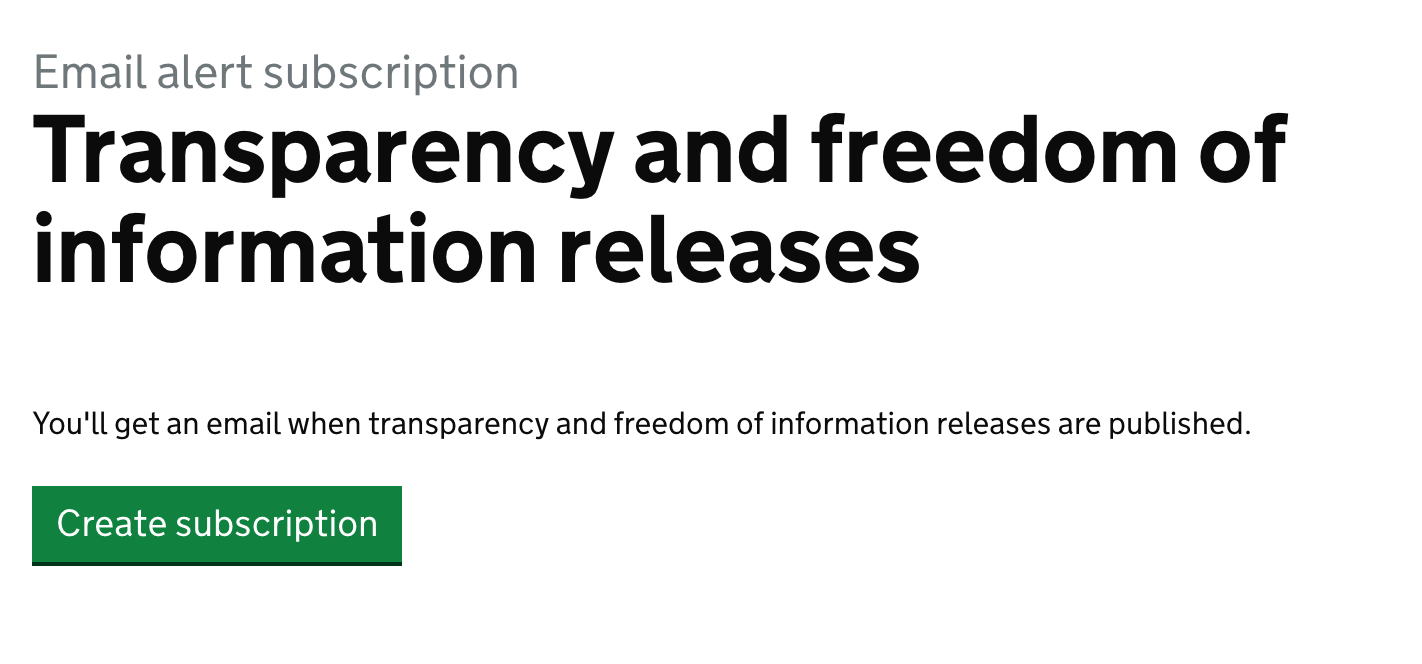 Email alert subscription
Transparency and freedom of
information releases
You'll get an email when transparency and freedom of information releases are published.
Create subscription